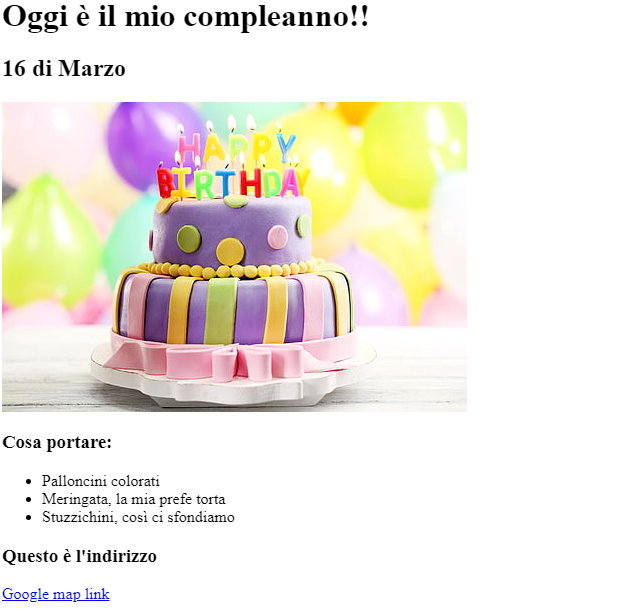 Oggi è il mio compleanno!!
16 di Marzo
HAPPY
BIRTHDAY
Cosa portare:
Palloncini colorati
Meringata, la mia prefe torta
Stuzzichini, così ci sfondiamo
Questo è l'indirizzo
Google map link